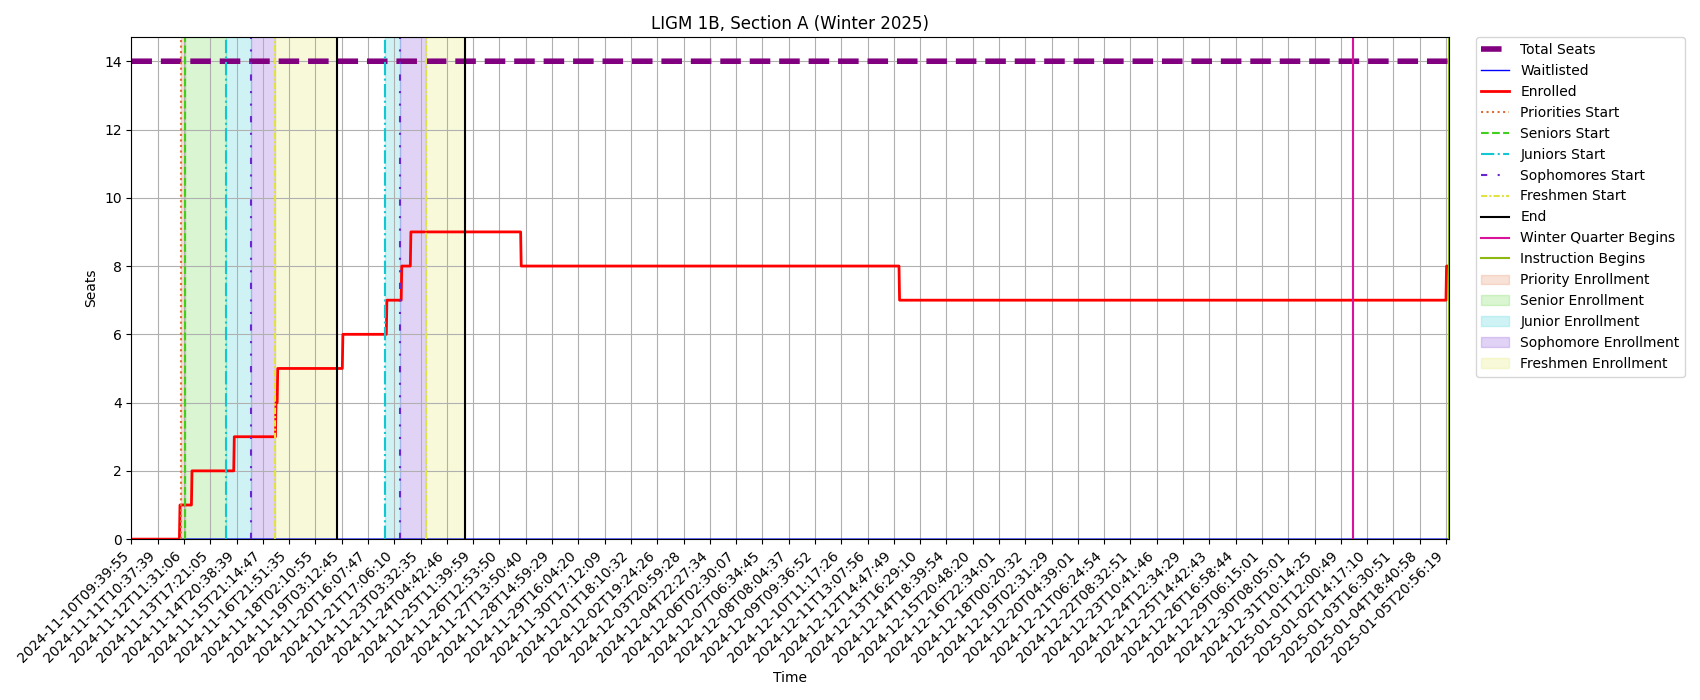 LIGM 1B, Section A (Winter 2025)
14
12
10
8
6
4
2
0
Seats
2024-11-10T09:39:55
2024-11-11T10:37:39
2024-11-12T11:31:06
2024-11-13T17:21:05
2024-11-14T20:38:39
2024-11-15T21:14:47
2024-11-16T21:51:35
2024-11-18T02:10:55
2024-11-19T03:12:45
2024-11-20T16:07:47
2024-11-21T17:06:10
2024-11-23T03:32:35
2024-11-24T04:42:46
2024-11-25T11:39:59
2024-11-26T12:53:50
2024-11-27T13:50:40
2024-11-28T14:59:29
2024-11-29T16:04:20
2024-11-30T17:12:09
2024-12-01T18:10:32
2024-12-02T19:24:26
2024-12-03T20:59:28
2024-12-04T22:27:34
2024-12-06T02:30:07
2024-12-07T06:34:45
2024-12-08T08:04:37
2024-12-09T09:36:52
2024-12-10T11:17:26
2024-12-11T13:07:56
2024-12-12T14:47:49
2024-12-13T16:29:10
2024-12-14T18:39:54
2024-12-15T20:48:20
2024-12-16T22:34:01
2024-12-18T00:20:32
2024-12-19T02:31:29
2024-12-20T04:39:01
2024-12-21T06:24:54
2024-12-22T08:32:51
2024-12-23T10:41:46
2024-12-24T12:34:29
2024-12-25T14:42:43
2024-12-26T16:58:44
2024-12-29T06:15:01
2024-12-30T08:05:01
2024-12-31T10:14:25
2025-01-01T12:00:49
2025-01-02T14:17:10
2025-01-03T16:30:51
2025-01-04T18:40:58
2025-01-05T20:56:19
Time
Total Seats
Waitlisted
Enrolled
Priorities Start
Seniors Start
Juniors Start
Sophomores Start
Freshmen Start
End
Winter Quarter Begins
Instruction Begins
Priority Enrollment
Senior Enrollment
Junior Enrollment
Sophomore Enrollment
Freshmen Enrollment